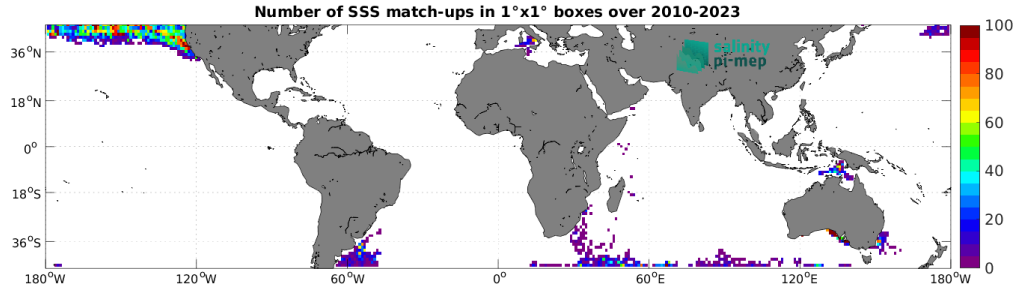 Number of SSS match-ups in 1°x1° boxes over 2010-2023
salinity
pi-mep
36°N
18°N
0°
18°S
36°S
180°W
120°W
60°W
0°
60°E
120°E
180°W
100
80
60
40
20
0